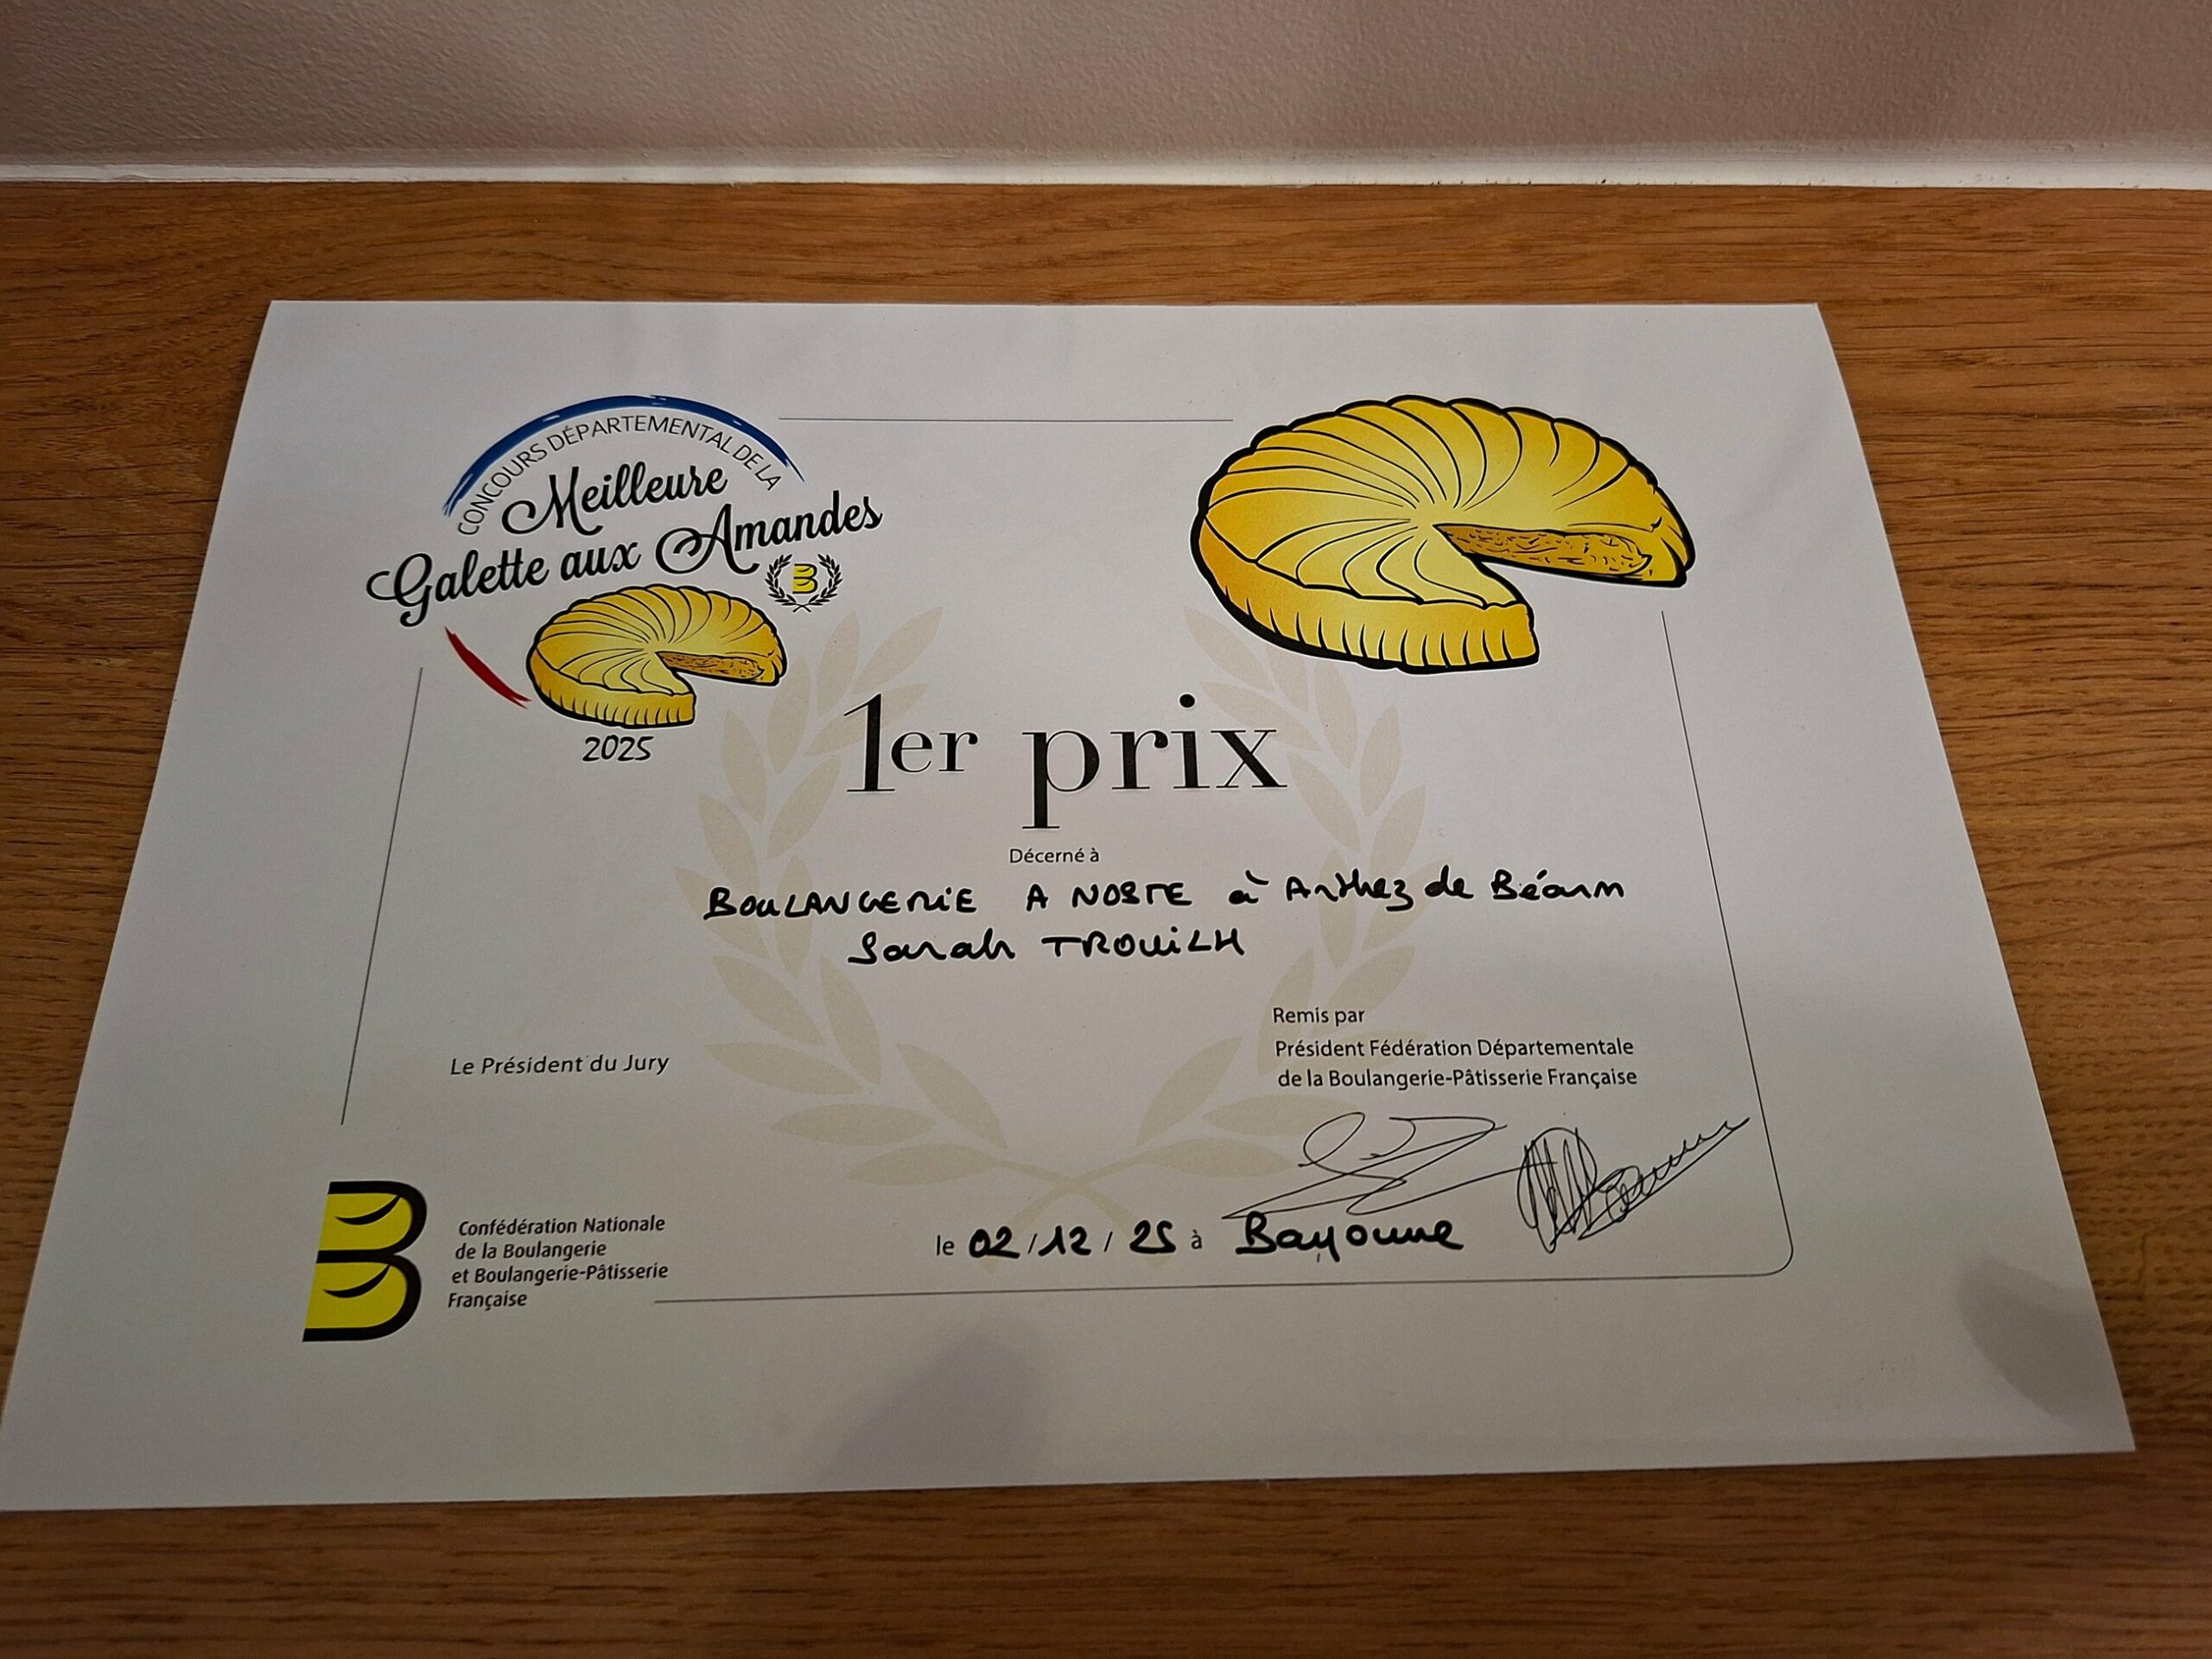 CONCOURS DÉPARTEMENTAL DE LA
Meilleure
Galette aux Amandes
B
2025
1er prix
Décerné à
BOULANGERIE A NOSTE à Arthez de Béarn
Sarah TROUILH
Remis par
Président Fédération Départementale
de la Boulangerie-Pâtisserie Française
Le Président du Jury
B
Confédération Nationale
de la Boulangerie
et Boulangerie-Pâtisserie
Française
le 02 / 12 / 25 à Bayonne